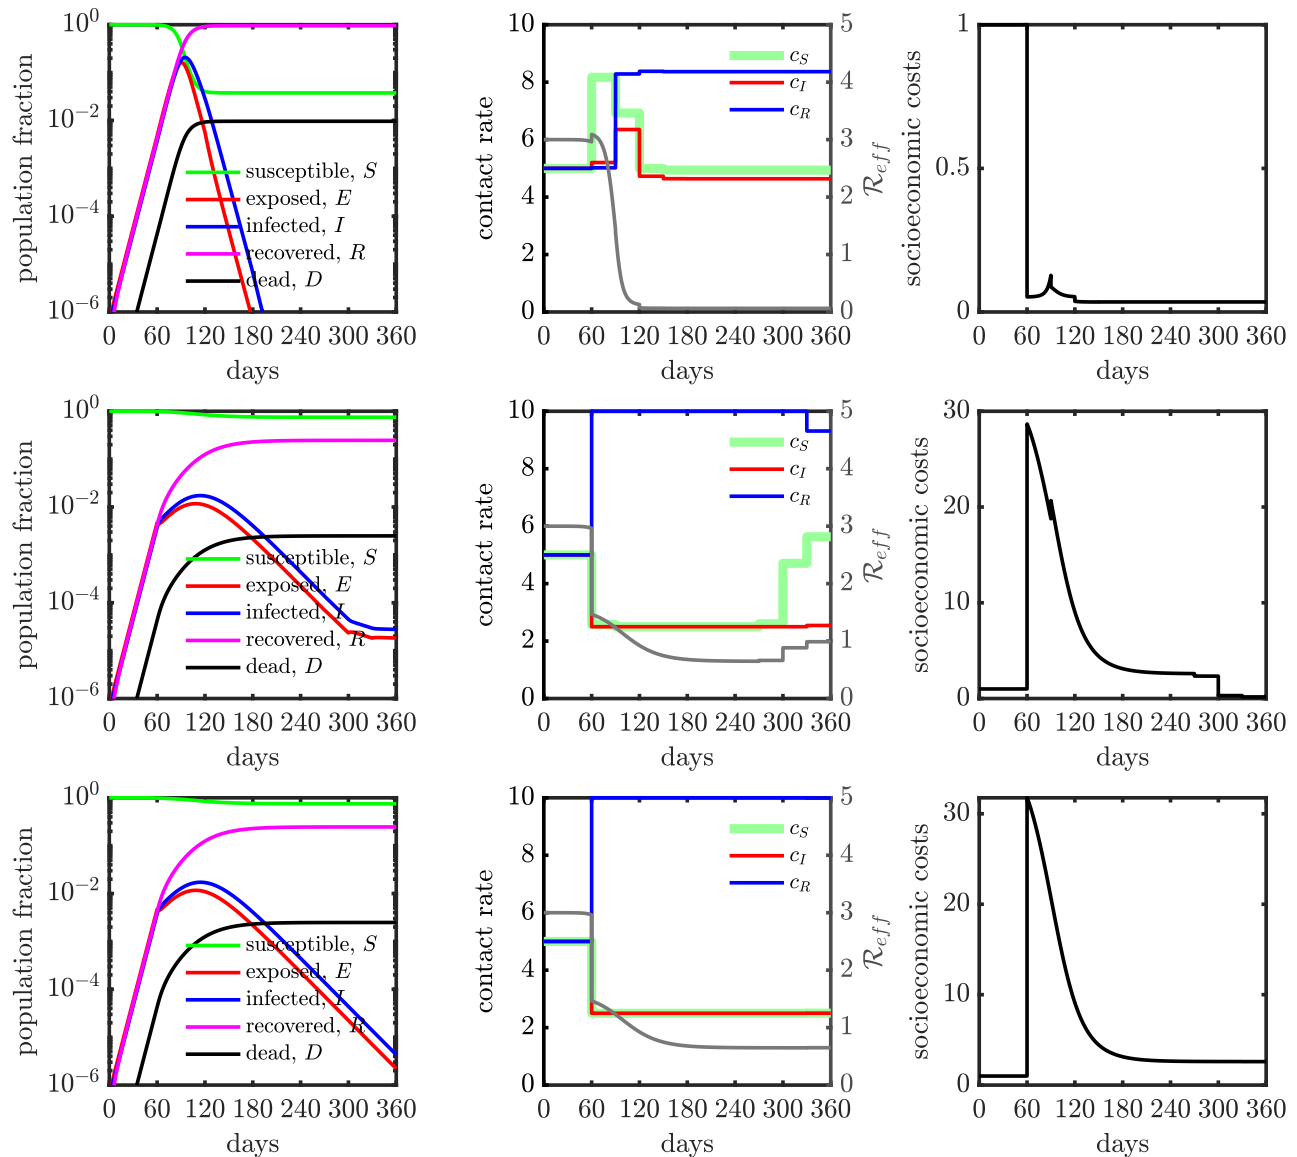 population fraction
10^0
10^-2
10^-4
10^-6
susceptible, S
exposed, E
infected, I
recovered, R
dead, D
0 60 120 180 240 300 360
days
contact rate
10
8
6
4
2
0
c_S
c_I
c_R
5
4
3
2
1
0
R_eff
0 60 120 180 240 300 360
days
socioeconomic costs
1
0.5
0
0 60 120 180 240 300 360
days
population fraction
10^0
10^-2
10^-4
10^-6
susceptible, S
exposed, E
infected, I
recovered, R
dead, D
0 60 120 180 240 300 360
days
contact rate
10
8
6
4
2
0
c_S
c_I
c_R
5
4
3
2
1
0
R_eff
0 60 120 180 240 300 360
days
socioeconomic costs
30
20
10
0
0 60 120 180 240 300 360
days
population fraction
10^0
10^-2
10^-4
10^-6
susceptible, S
exposed, E
infected, I
recovered, R
dead, D
0 60 120 180 240 300 360
days
contact rate
10
8
6
4
2
0
c_S
c_I
c_R
5
4
3
2
1
0
R_eff
0 60 120 180 240 300 360
days
socioeconomic costs
30
20
10
0
0 60 120 180 240 300 360
days